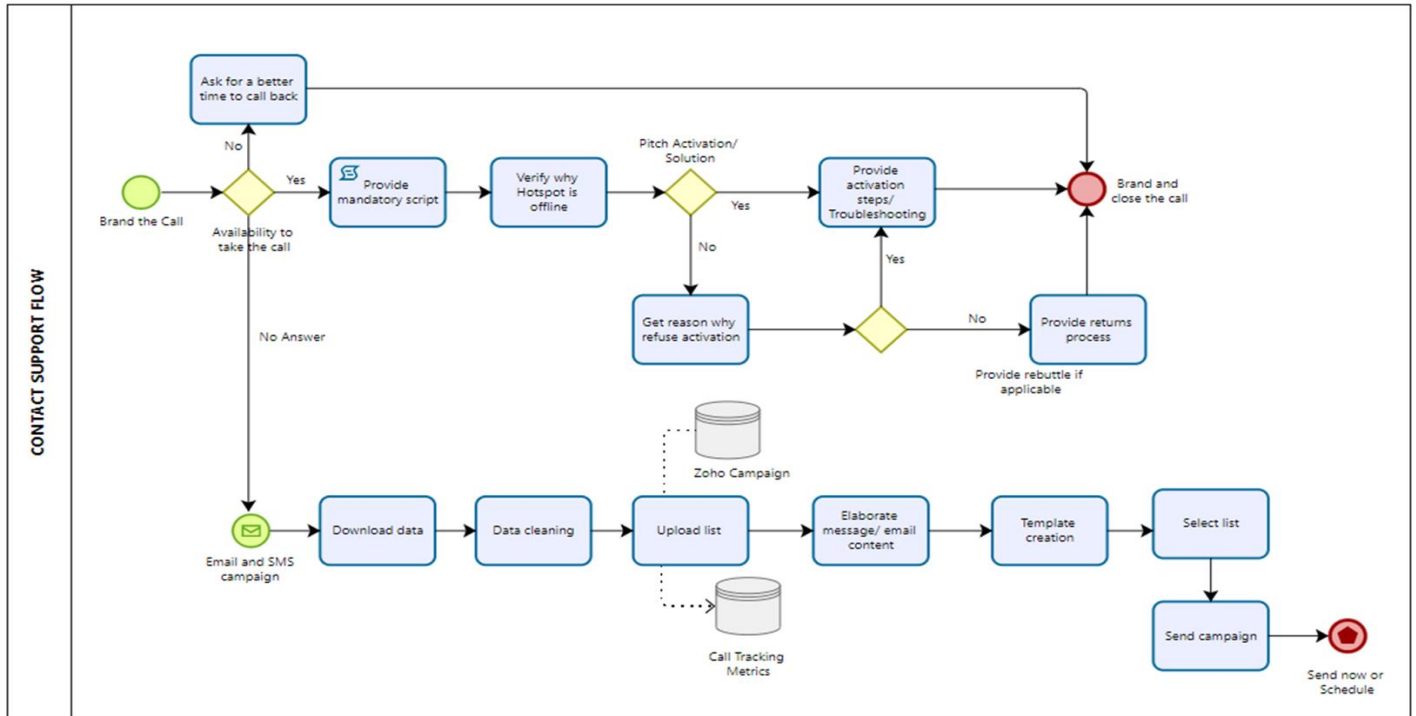 CONTACT SUPPORT FLOW
Ask for a better
time to call back
No
Brand the Call
Availability to
take the call
Yes
Provide
mandatory script
Verify why
Hotspot is
offline
Pitch Activation/
Solution
Yes
Provide
activation
steps/
Troubleshooting
Brand and
close the call
No
Yes
Get reason why
refuse activation
No
Provide returns
process
Provide rebuttle if
applicable
No Answer
Zoho Campaign
Email and SMS
campaign
Download data
Data cleaning
Upload list
Elaborate
message/ email
content
Template
creation
Select list
Call Tracking
Metrics
Send campaign
Send now or
Schedule